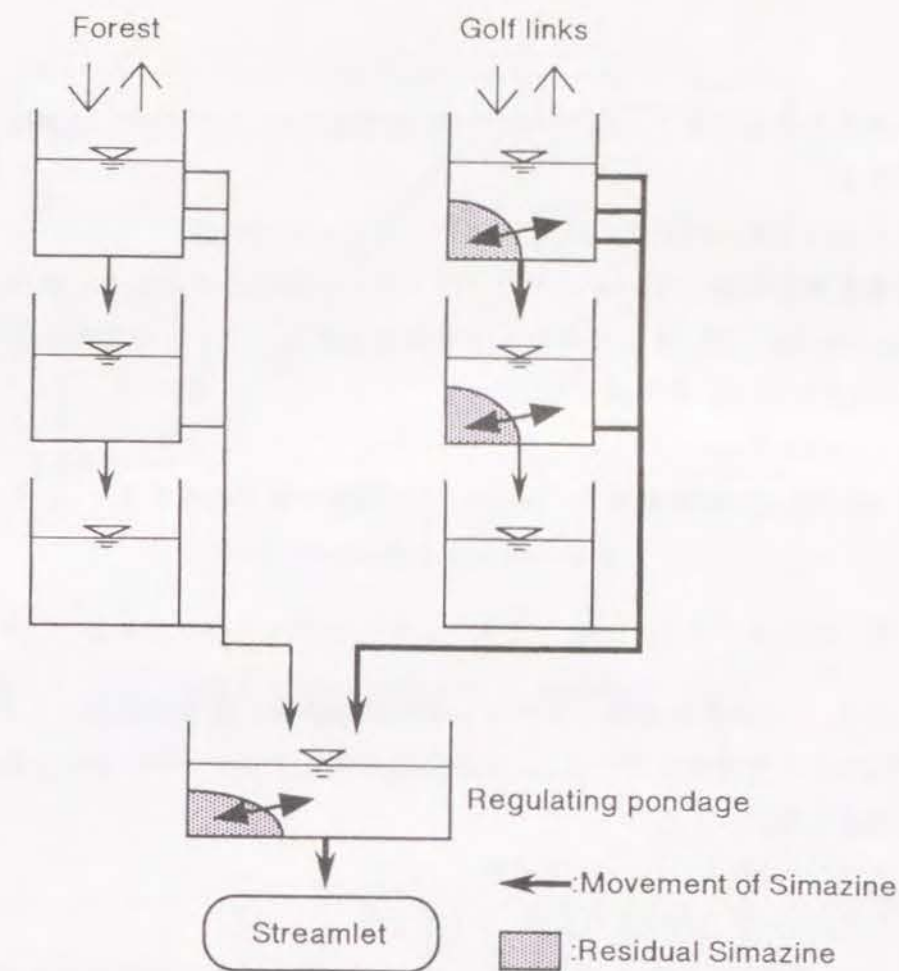 Forest
Golf links
Regulating pondage
:Movement of Simazine
Streamlet
:Residual Simazine